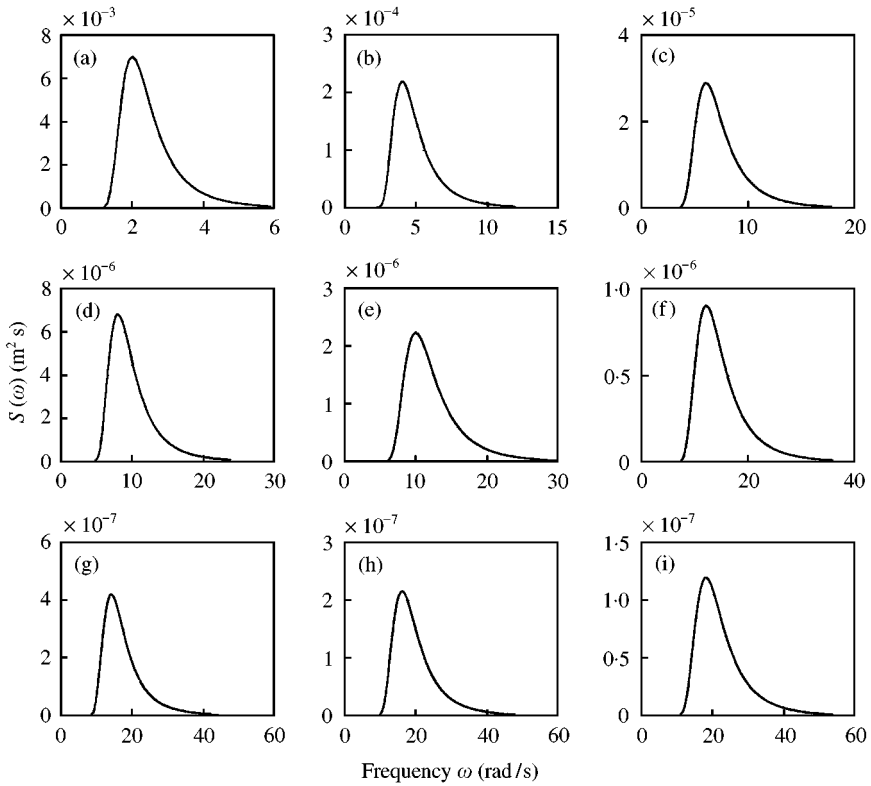 × 10⁻³
8
6
4
2
0
(a)
0 2 4 6
× 10⁻⁴
3
2
1
0
(b)
0 5 10 15
× 10⁻⁵
4
2
0
(c)
0 10 20
S (ω) (m² s)
× 10⁻⁶
8
6
4
2
0
(d)
0 10 20 30
× 10⁻⁶
3
2
1
0
(e)
0 10 20 30
× 10⁻⁶
1·0
0·5
0
(f)
0 20 40
× 10⁻⁷
6
4
2
0
(g)
0 20 40 60
× 10⁻⁷
3
2
1
0
(h)
0 20 40 60
× 10⁻⁷
1·5
1·0
0·5
0
(i)
0 20 40 60
Frequency ω (rad/s)